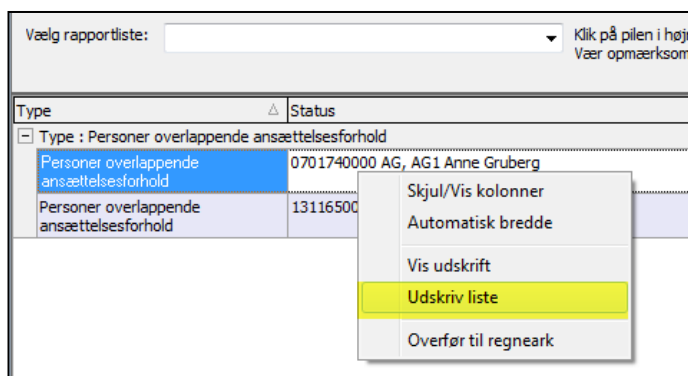 Vælg rapportliste:
Klik på pilen i højr
Vær opmærksom
Type
Status
Type : Personer overlappende ansættelsesforhold
Personer overlappende
ansættelsesforhold
0701740000 AG, AG1 Anne Gruberg
Personer overlappende
ansættelsesforhold
13116500
Skjul/Vis kolonner
Automatisk bredde
Vis udskrift
Udskriv liste
Overfør til regneark